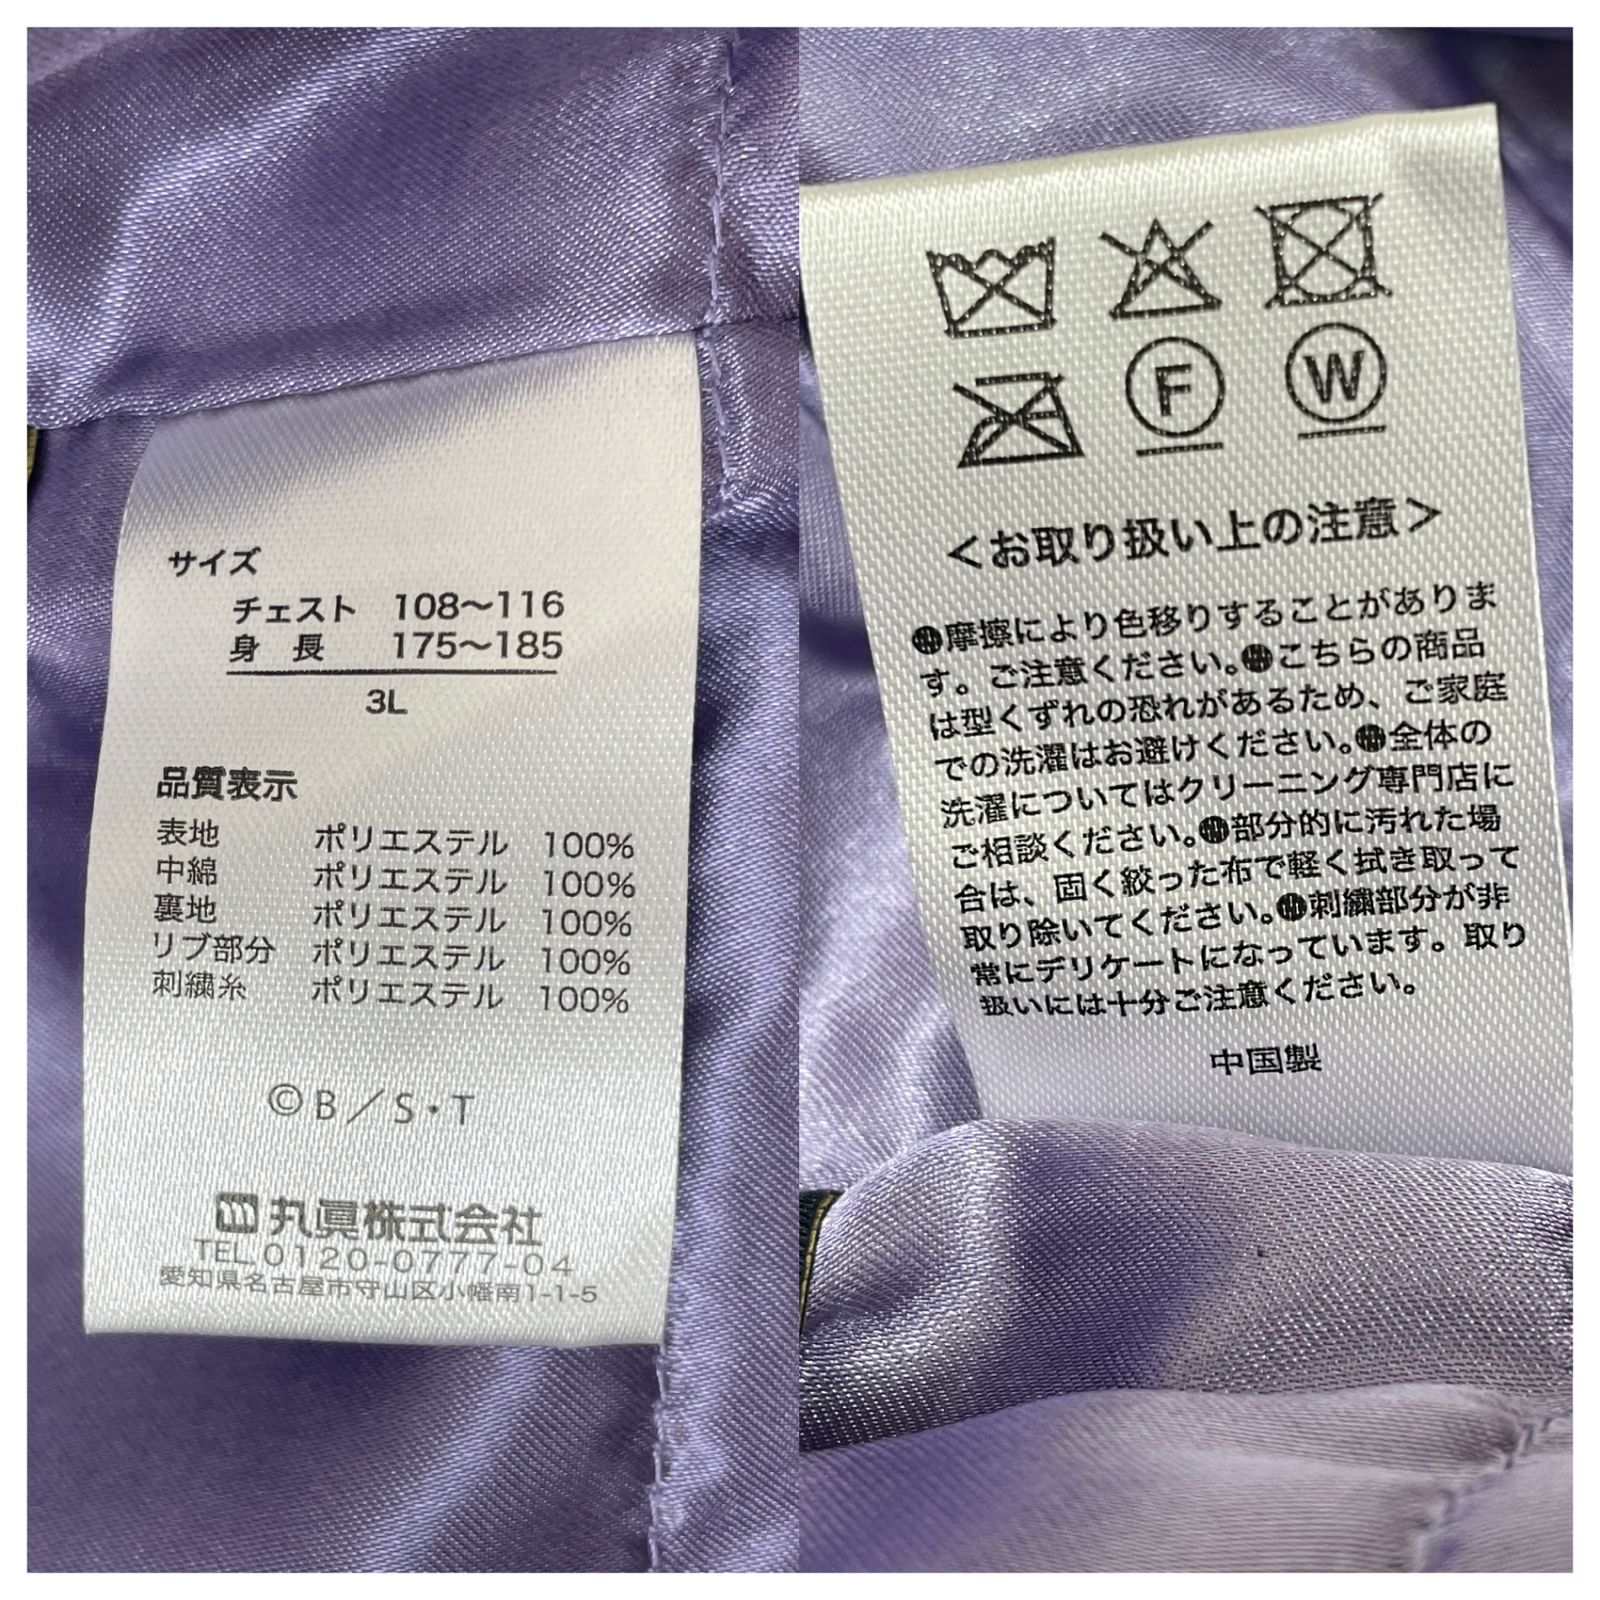 サイズ
チェスト 108〜116
身 長 175〜185
3L
品質表示
表地 ポリエステル 100%
中綿 ポリエステル 100%
裏地 ポリエステル 100%
リブ部分 ポリエステル 100%
刺繍糸 ポリエステル 100%
©B／S・T
丸眞株式会社
TEL.0120-0777-04
愛知県名古屋市守山区小幡南1-1-5
F W
＜お取り扱い上の注意＞
摩擦により色移りすることがありま
す。ご注意ください。こちらの商品
は型くずれの恐れがあるため、ご家庭
での洗濯はお避けください。全体の
洗濯についてはクリーニング専門店に
ご相談ください。部分的に汚れた場
合は、固く絞った布で軽く拭き取って
取り除いてください。刺繍部分が非
常にデリケートになっています。取り
扱いには十分ご注意ください。
中国製